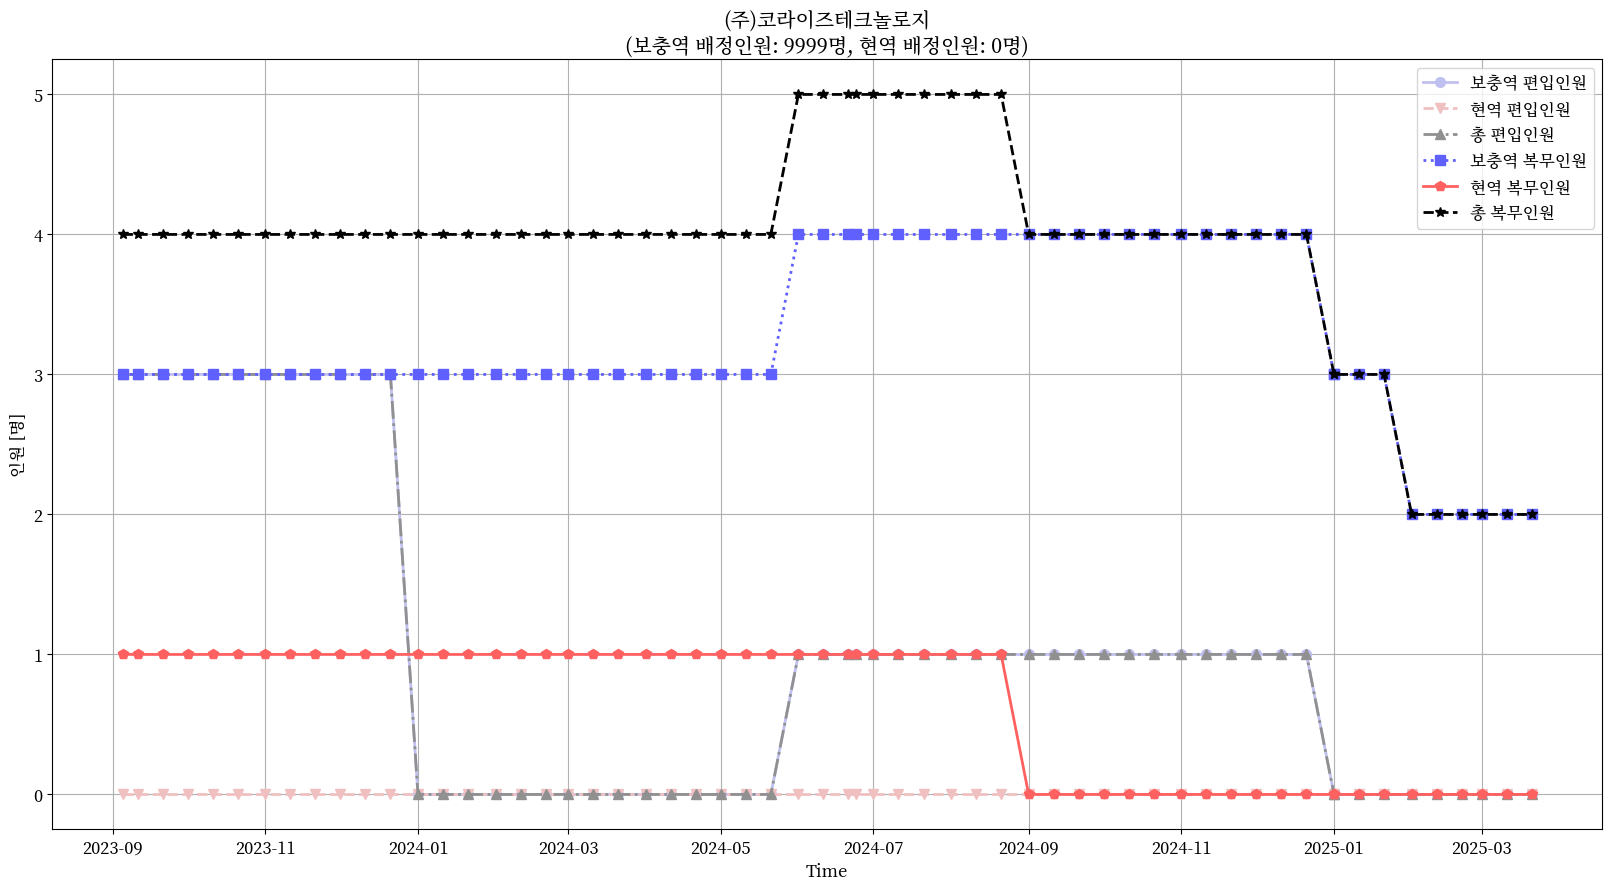 (주)코라이즈테크놀로지
(보충역 배정인원: 9999명, 현역 배정인원: 0명)
보충역 편입인원
현역 편입인원
총 편입인원
보충역 복무인원
현역 복무인원
총 복무인원
인원 [명]
5
4
3
2
1
0
2023-09
2023-11
2024-01
2024-03
2024-05
2024-07
2024-09
2024-11
2025-01
2025-03
Time